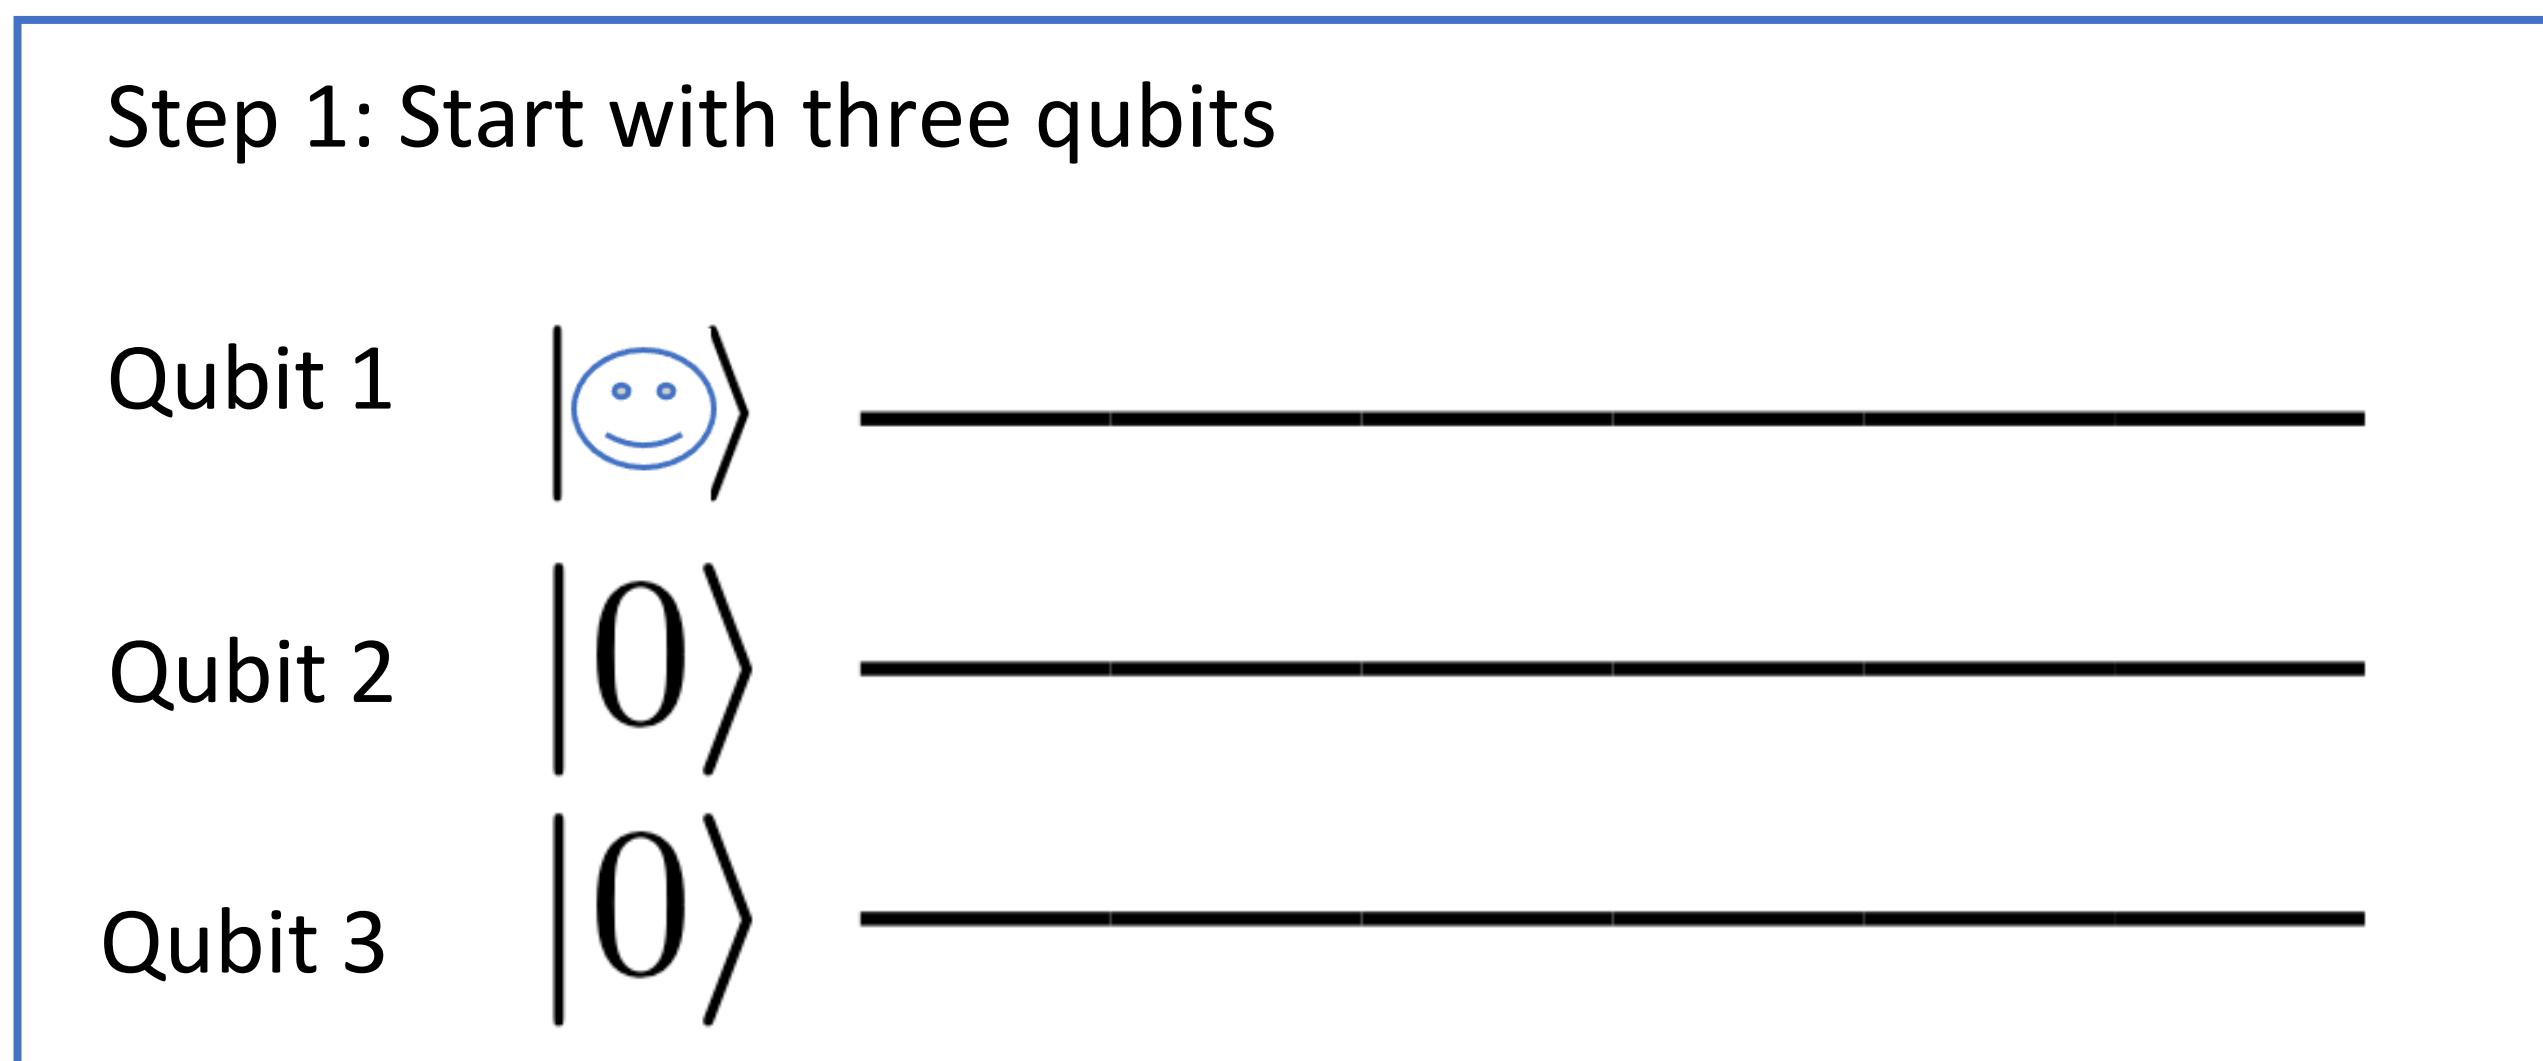 Step 1: Start with three qubits
Qubit 1
Qubit 2 |0⟩
Qubit 3 |0⟩